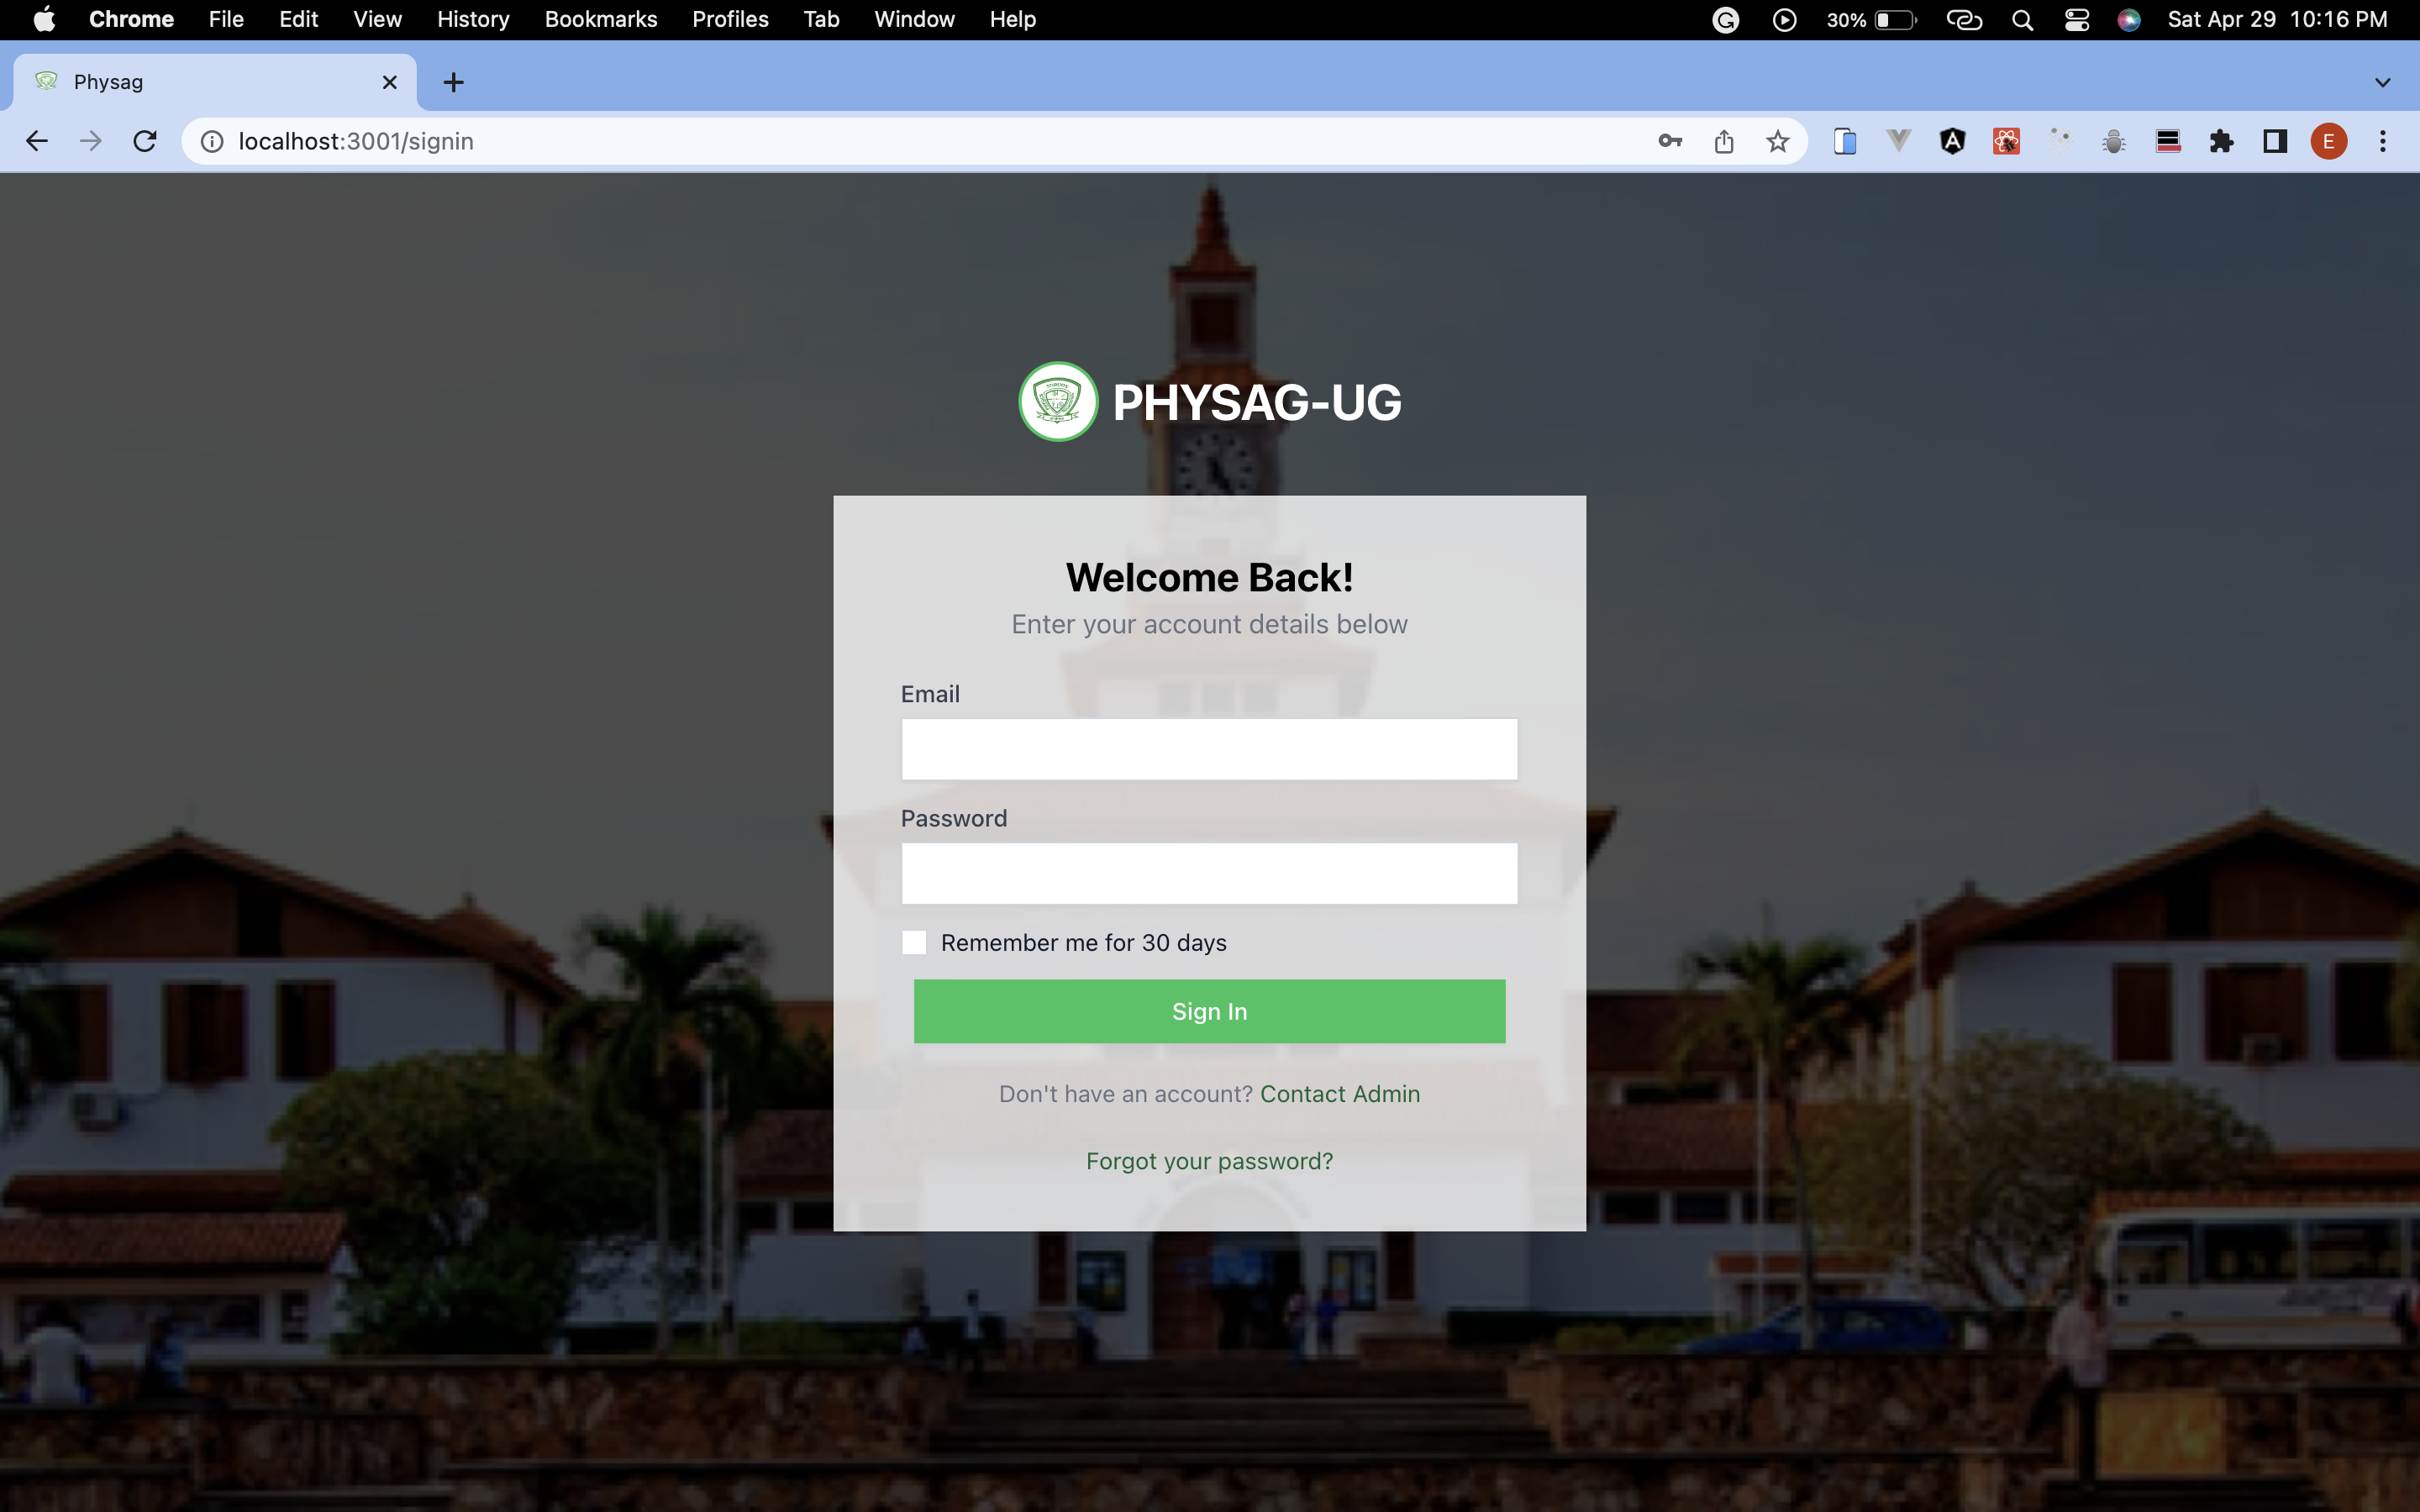 Chrome File Edit View History Bookmarks Profiles Tab Window Help 30% Sat Apr 29 10:16 PM
Physag
localhost:3001/signin
E
PHYSAG-UG
Welcome Back!
Enter your account details below
Email
Password
Remember me for 30 days
Sign In
Don't have an account? Contact Admin
Forgot your password?